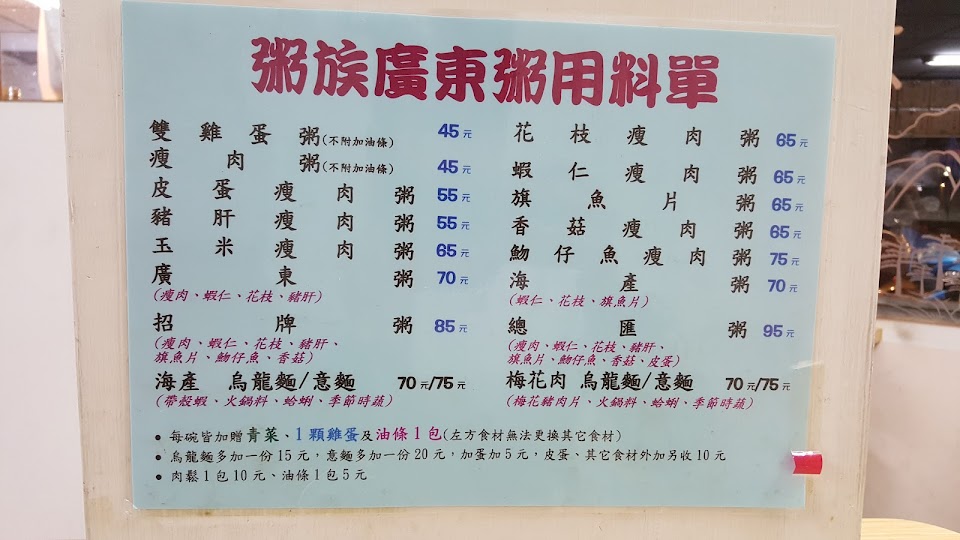 粥族廣東粥用料單
雙雞蛋粥(不附加油條) 45元
瘦肉粥(不附加油條) 45元
皮蛋瘦肉粥 55元
豬肝瘦肉粥 55元
玉米瘦肉粥 65元
廣東粥 70元
(瘦肉、蝦仁、花枝、豬肝)
招牌粥 85元
(瘦肉、蝦仁、花枝、豬肝、
旗魚片、魩仔魚、香菇)
海產 烏龍麵/意麵 70元/75元
(帶殼蝦、火鍋料、蛤蜊、季節時蔬)
花枝瘦肉粥 65元
蝦仁瘦肉粥 65元
旗魚片粥 65元
香菇瘦肉粥 65元
魩仔魚瘦肉粥 75元
海產粥 70元
(蝦仁、花枝、旗魚片)
總匯粥 95元
(瘦肉、蝦仁、花枝、豬肝、
旗魚片、魩仔魚、香菇、皮蛋)
梅花肉 烏龍麵/意麵 70元/75元
(梅花豬肉片、火鍋料、蛤蜊、季節時蔬)
• 每碗皆加贈青菜、1顆雞蛋及油條1包(左方食材無法更換其它食材)
• 烏龍麵多加一份15元，意麵多加一份20元，加蛋加5元，皮蛋、其它食材外加另收10元
• 肉鬆1包10元、油條1包5元